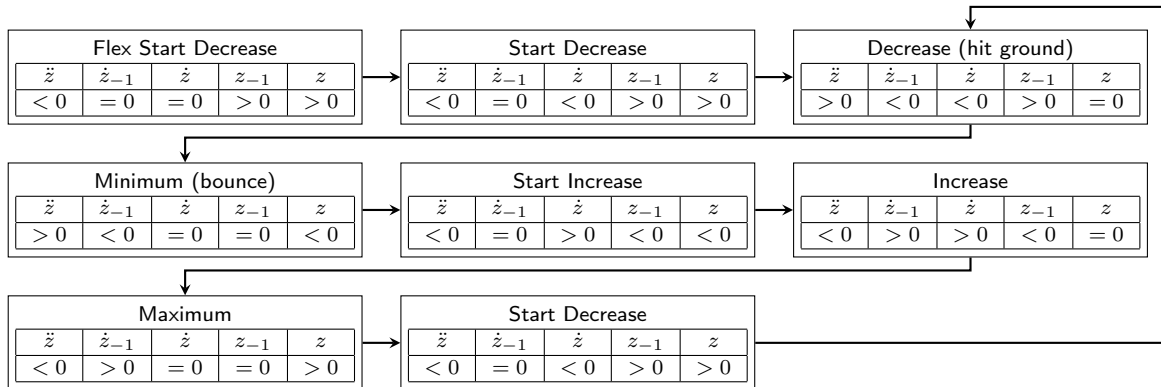 Flex Start Decrease Start Decrease Decrease (hit ground)
z̈ ż₋₁ ż z₋₁ z z̈ ż₋₁ ż z₋₁ z z̈ ż₋₁ ż z₋₁ z
< 0 = 0 = 0 > 0 > 0 < 0 = 0 < 0 > 0 > 0 > 0 < 0 < 0 > 0 = 0
Minimum (bounce) Start Increase Increase
z̈ ż₋₁ ż z₋₁ z z̈ ż₋₁ ż z₋₁ z z̈ ż₋₁ ż z₋₁ z
> 0 < 0 = 0 = 0 < 0 < 0 = 0 > 0 < 0 < 0 < 0 > 0 > 0 < 0 = 0
Maximum Start Decrease
z̈ ż₋₁ ż z₋₁ z z̈ ż₋₁ ż z₋₁ z
< 0 > 0 = 0 = 0 > 0 < 0 = 0 < 0 > 0 > 0